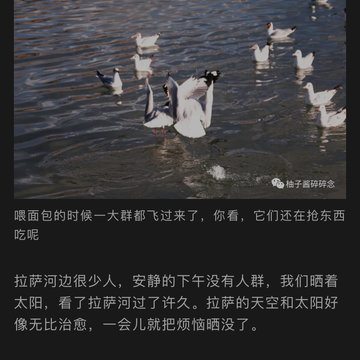 柚子酱碎碎念
喂面包的时候一大群都飞过来了，你看，它们还在抢东西
吃呢
拉萨河边很少人，安静的下午没有人群，我们晒着
太阳，看了拉萨河过了许久。拉萨的天空和太阳好
像无比治愈，一会儿就把烦恼晒没了。